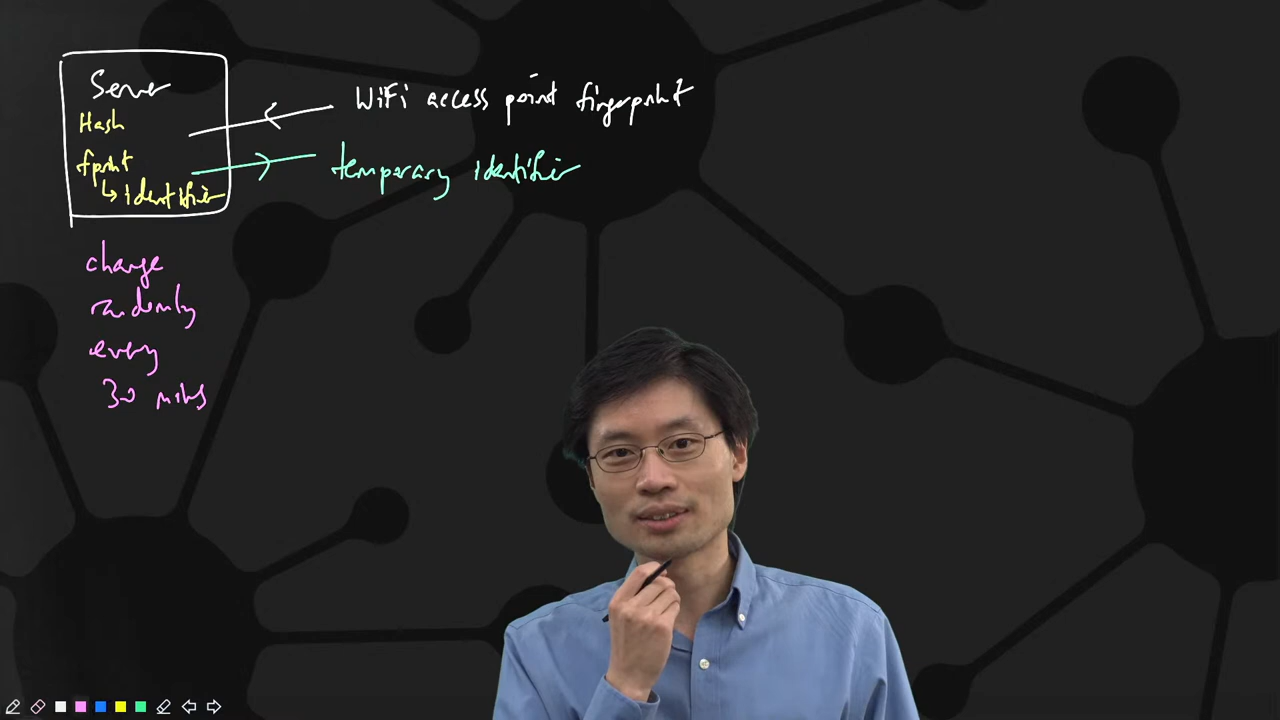 Server
Hash
fprint
↳ identifier
WiFi access point fingerprint
temporary identifier
change
randomly
every
30 mins